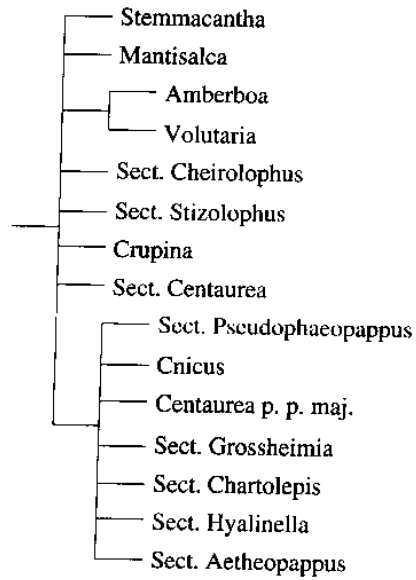 Stemmacantha
Mantisalca
Amberboa
Volutaria
Sect. Cheirolophus
Sect. Stizolophus
Crupina
Sect. Centaurea
Sect. Pseudophaeopappus
Cnicus
Centaurea p. p. maj.
Sect. Grossheimia
Sect. Chartolepis
Sect. Hyalinella
Sect. Aetheopappus